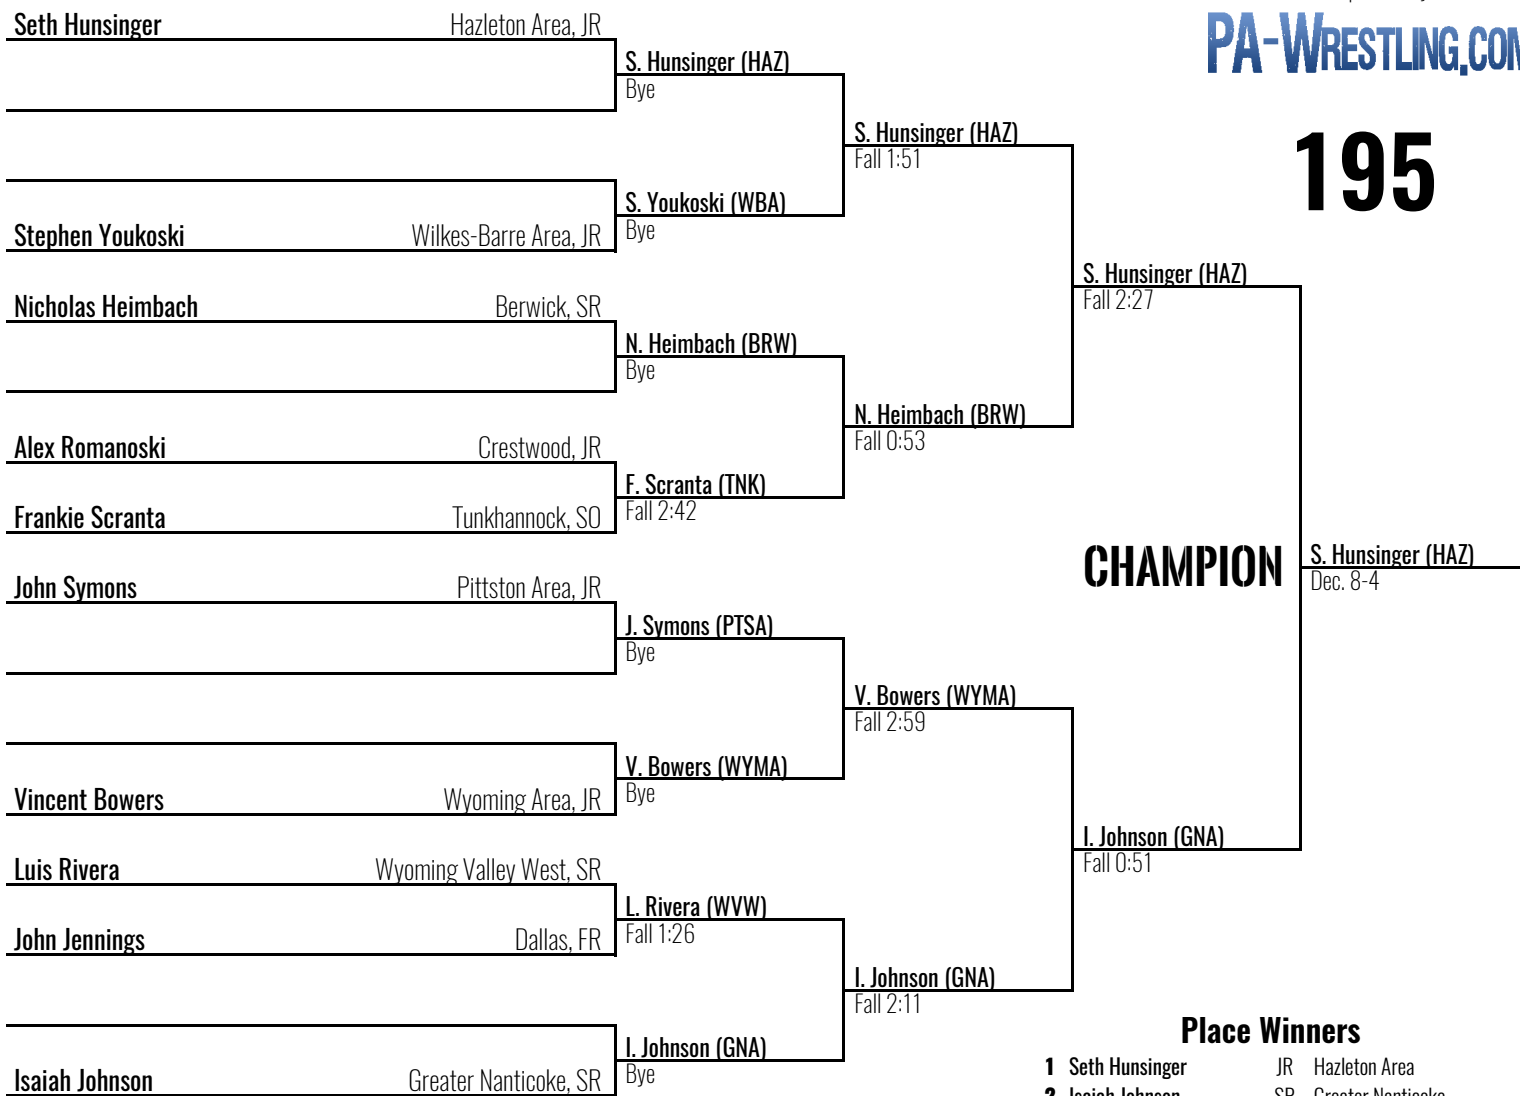 Seth Hunsinger Hazleton Area, JR
S. Hunsinger (HAZ)
Bye
S. Hunsinger (HAZ)
Fall 1:51
S. Youkoski (WBA)
Bye
Stephen Youkoski Wilkes-Barre Area, JR
S. Hunsinger (HAZ)
Fall 2:27
Nicholas Heimbach Berwick, SR
N. Heimbach (BRW)
Bye
N. Heimbach (BRW)
Fall 0:53
Alex Romanoski Crestwood, JR
F. Scranta (TNK)
Fall 2:42
Frankie Scranta Tunkhannock, SO
CHAMPION
S. Hunsinger (HAZ)
Dec. 8-4
John Symons Pittston Area, JR
J. Symons (PTSA)
Bye
V. Bowers (WYMA)
Fall 2:59
V. Bowers (WYMA)
Bye
Vincent Bowers Wyoming Area, JR
I. Johnson (GNA)
Fall 0:51
Luis Rivera Wyoming Valley West, SR
L. Rivera (WVW)
Fall 1:26
John Jennings Dallas, FR
I. Johnson (GNA)
Fall 2:11
I. Johnson (GNA)
Bye
Isaiah Johnson Greater Nanticoke, SR
PA-WRESTLING.COM
195
Place Winners
1 Seth Hunsinger JR Hazleton Area
2 Isaiah Johnson SR Greater Nanticoke